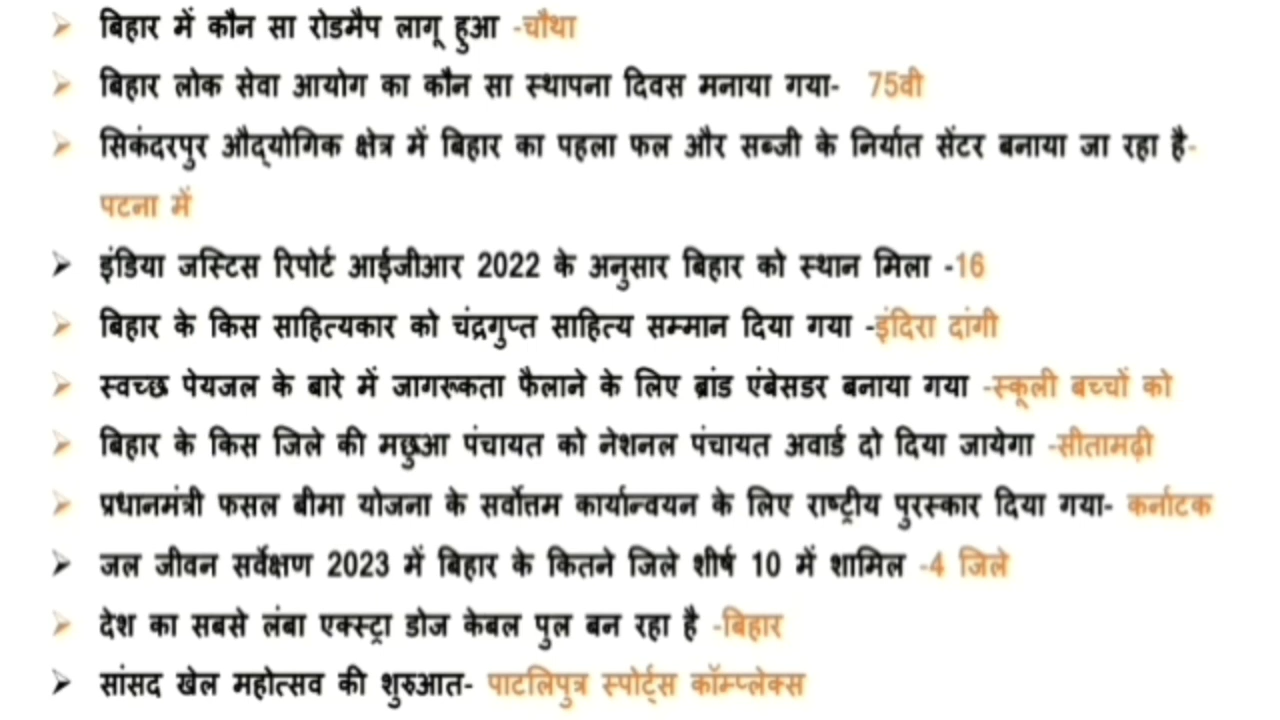 ➢ बिहार में कौन सा रोडमैप लागू हुआ -चौथा
➢ बिहार लोक सेवा आयोग का कौन सा स्थापना दिवस मनाया गया- 75वी
➢ सिकंदरपुर औद्योगिक क्षेत्र में बिहार का पहला फल और सब्जी के निर्यात सेंटर बनाया जा रहा है-
पटना में
➢ इंडिया जस्टिस रिपोर्ट आईजीआर 2022 के अनुसार बिहार को स्थान मिला -16
➢ बिहार के किस साहित्यकार को चंद्रगुप्त साहित्य सम्मान दिया गया -इंदिरा दांगी
➢ स्वच्छ पेयजल के बारे में जागरूकता फैलाने के लिए ब्रांड एंबेसडर बनाया गया -स्कूली बच्चों को
➢ बिहार के किस जिले की मछुआ पंचायत को नेशनल पंचायत अवार्ड दो दिया जायेगा -सीतामढ़ी
➢ प्रधानमंत्री फसल बीमा योजना के सर्वोत्तम कार्यान्वयन के लिए राष्ट्रीय पुरस्कार दिया गया- कर्नाटक
➢ जल जीवन सर्वेक्षण 2023 में बिहार के कितने जिले शीर्ष 10 में शामिल -4 जिले
➢ देश का सबसे लंबा एक्स्ट्रा डोज केबल पुल बन रहा है -बिहार
➢ सांसद खेल महोत्सव की शुरुआत- पाटलिपुत्र स्पोर्ट्स कॉम्प्लेक्स